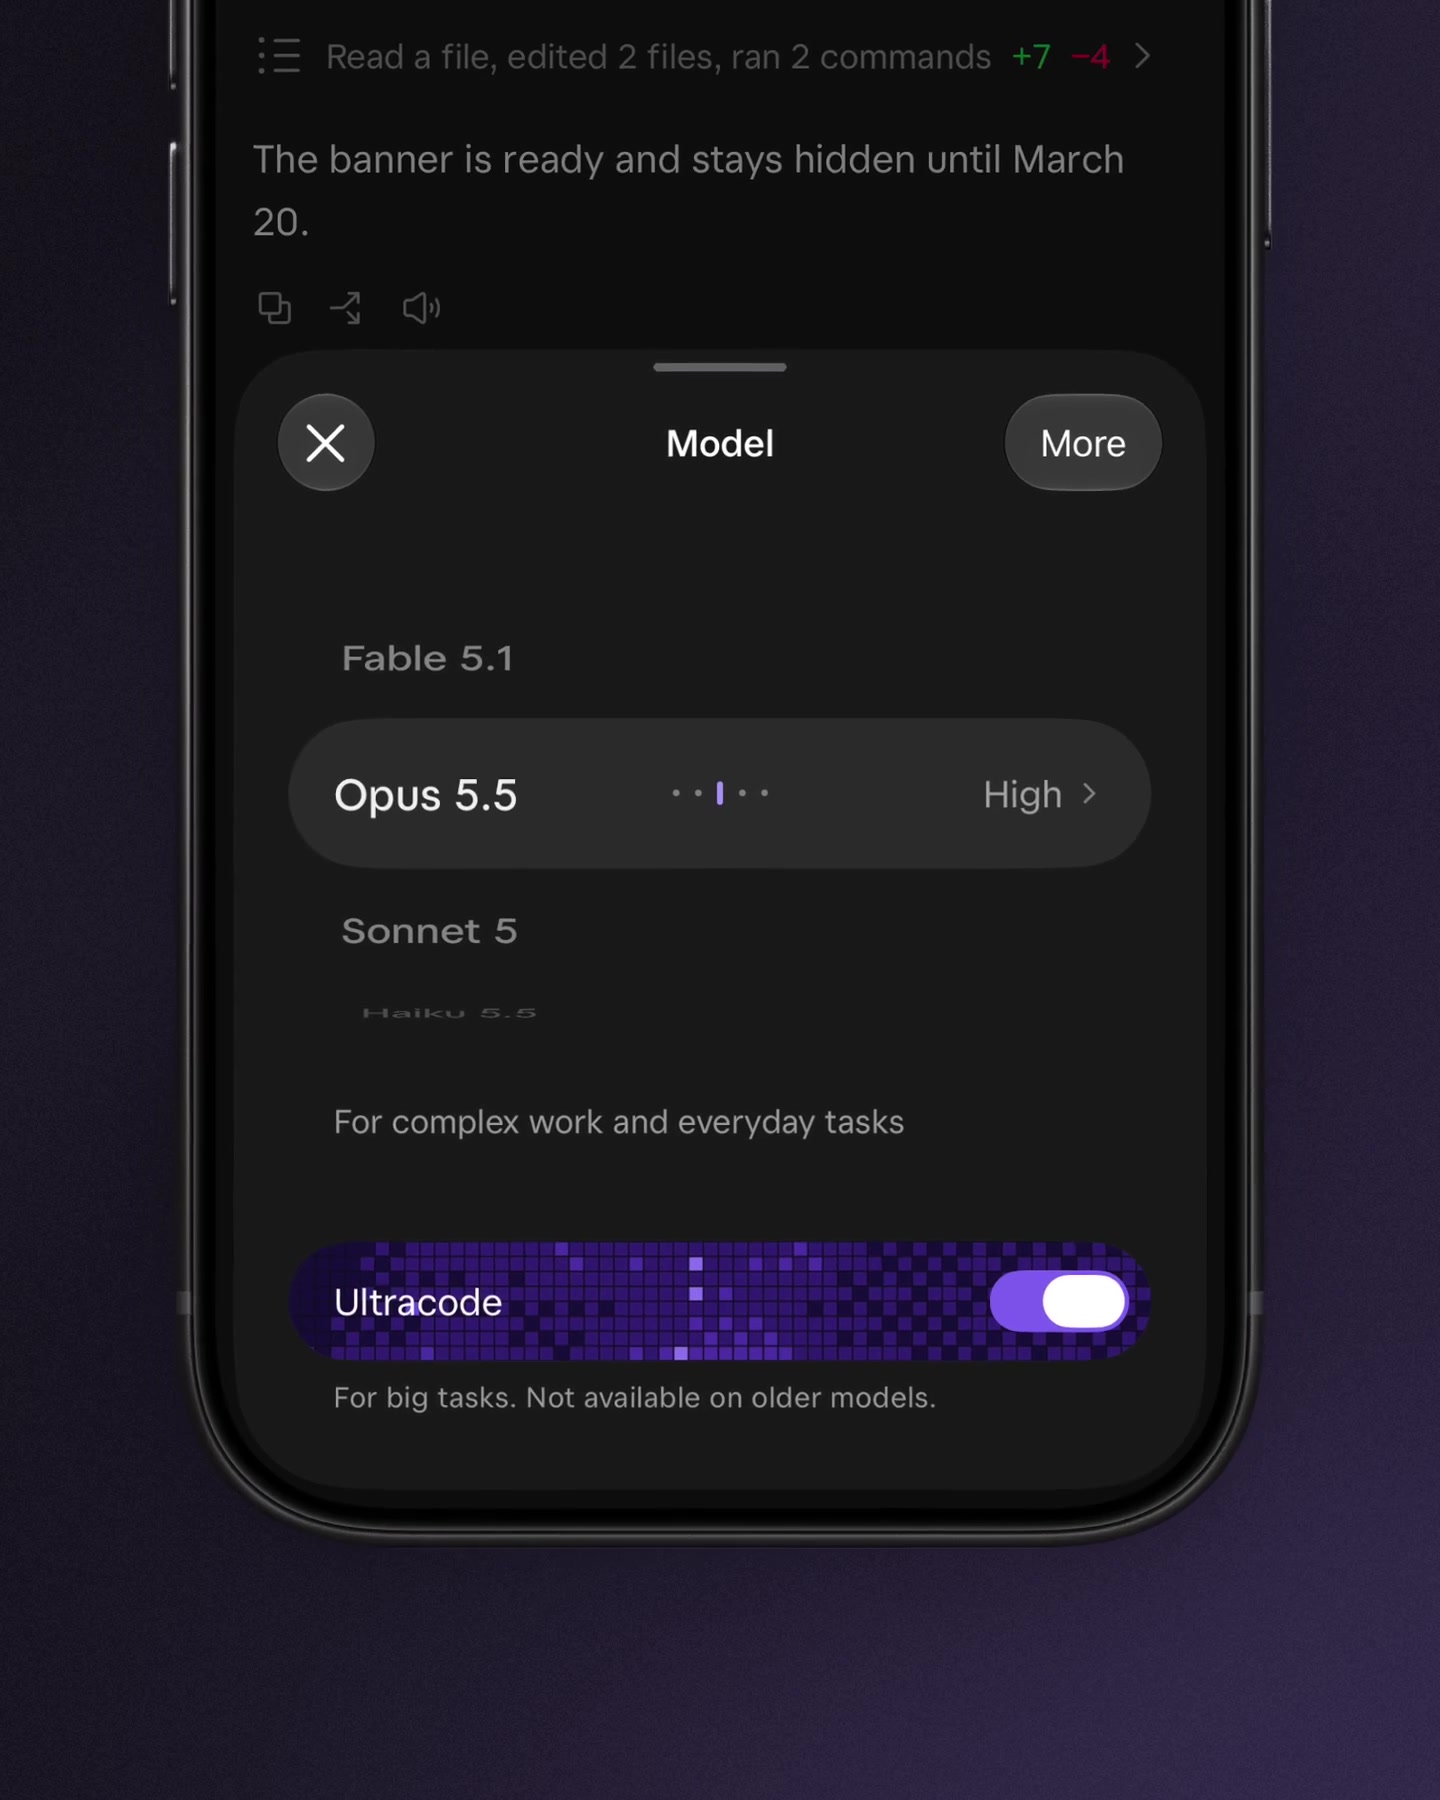 Read a file, edited 2 files, ran 2 commands +7 −4
The banner is ready and stays hidden until March
20.
Model
More
Fable 5.1
Opus 5.5
High
Sonnet 5
Haiku 5.5
For complex work and everyday tasks
Ultracode
For big tasks. Not available on older models.